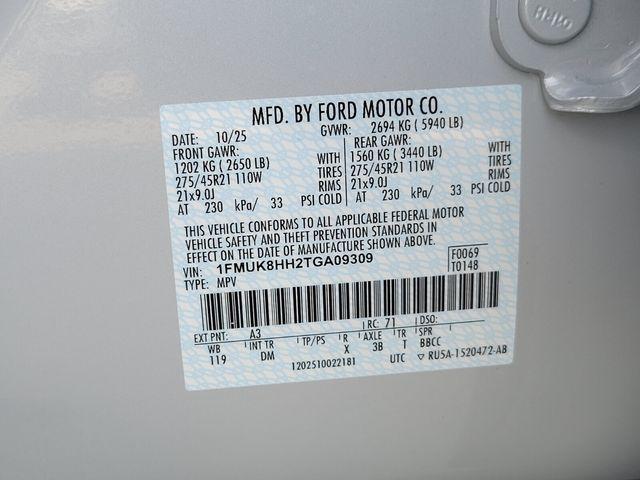 MFD. BY FORD MOTOR CO.
DATE: 10/25 GVWR: 2694 KG ( 5940 LB)
FRONT GAWR: REAR GAWR:
1202 KG ( 2650 LB) WITH 1560 KG ( 3440 LB) WITH
275/45R21 110W TIRES 275/45R21 110W TIRES
21x9.0J RIMS 21x9.0J RIMS
AT 230 kPa/ 33 PSI COLD AT 230 kPa/ 33 PSI COLD
THIS VEHICLE CONFORMS TO ALL APPLICABLE FEDERAL MOTOR
VEHICLE SAFETY AND THEFT PREVENTION STANDARDS IN
EFFECT ON THE DATE OF MANUFACTURE SHOWN ABOVE.
VIN: 1FMUK8HH2TGA09309 F0069
TYPE: MPV T0148
EXT PNT: A3 RC: 71
WB INT TR TP/PS R AXLE TR SPR
119 DM X 3B T BBCC
1202510022181 UTC ▽ RU5A-1520472-AB